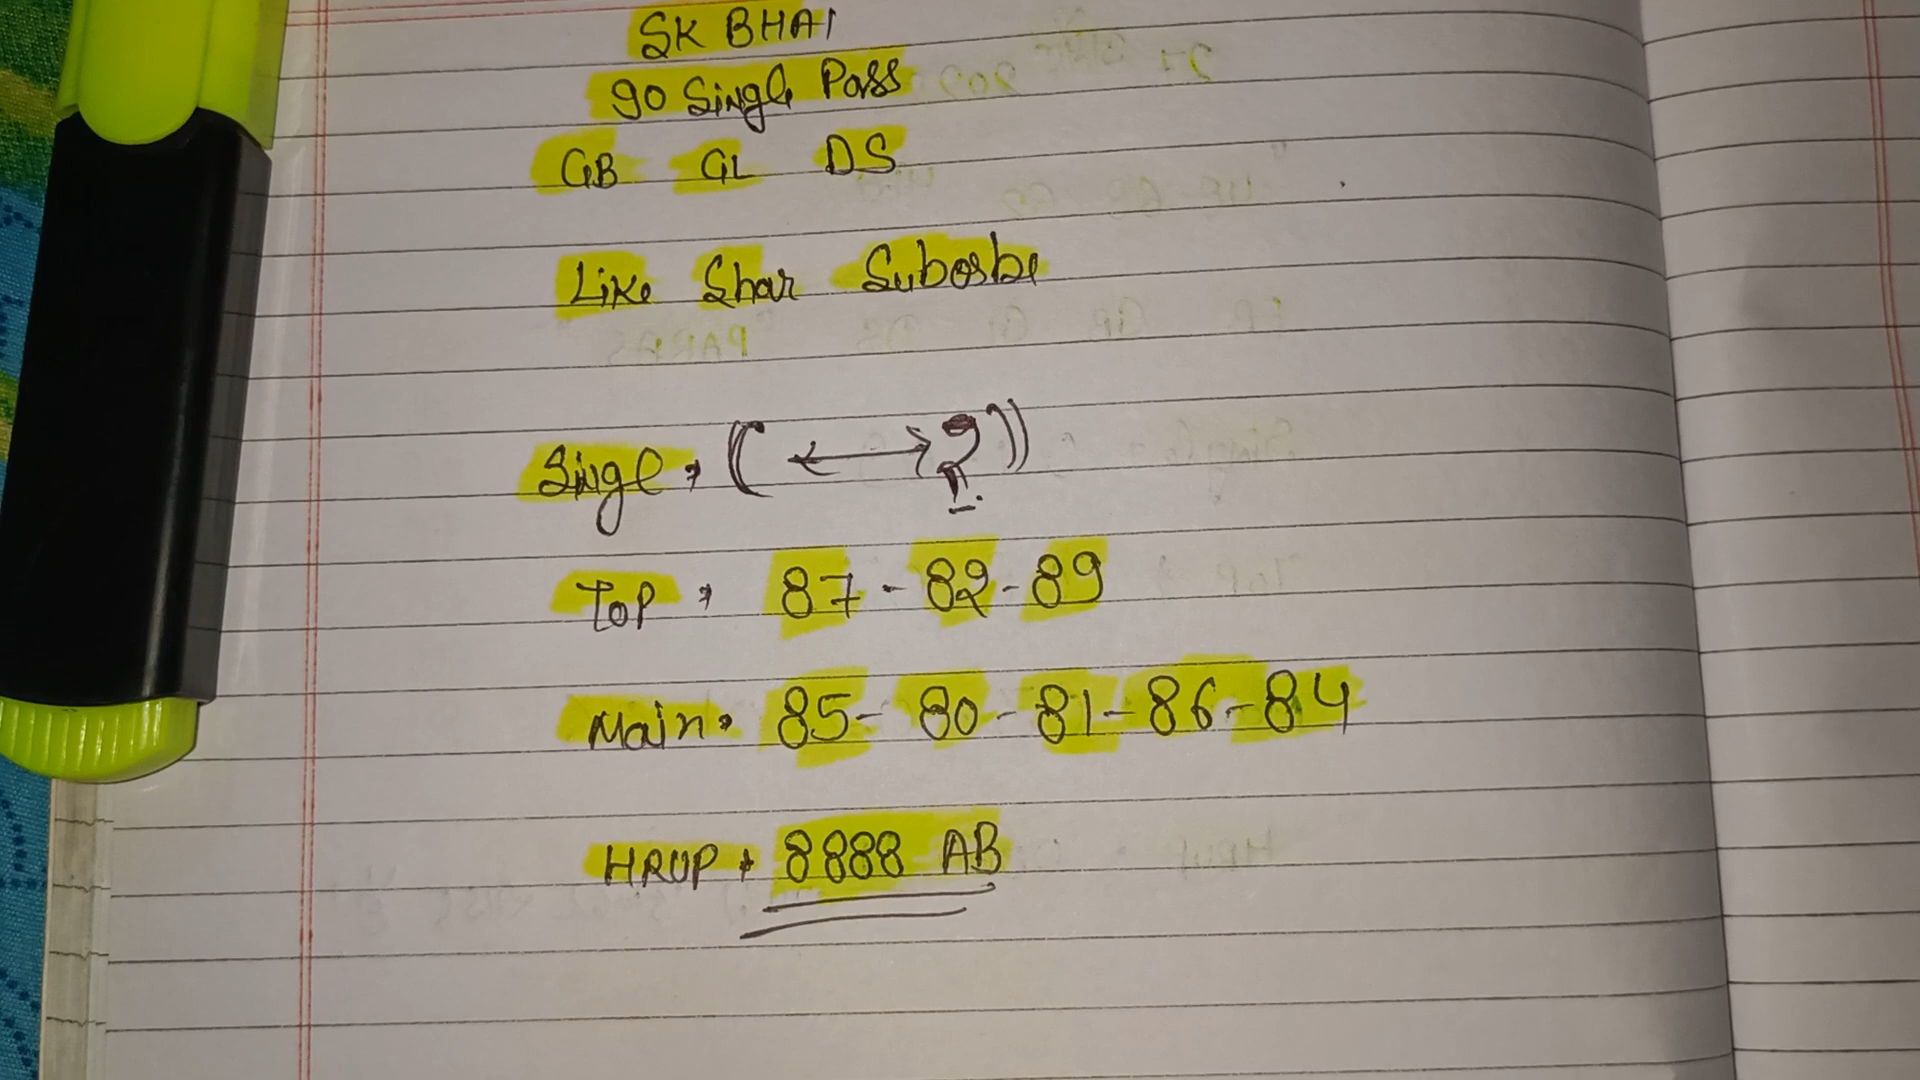 SK BHAI
90 Single Pass
GB GL DS
Like Shar Subosbe
Singl → (( ←→ ? ))
TOP → 87 - 82 - 89
Main → 85 - 80 - 81 - 86 - 84
HRUP → 8888 AB